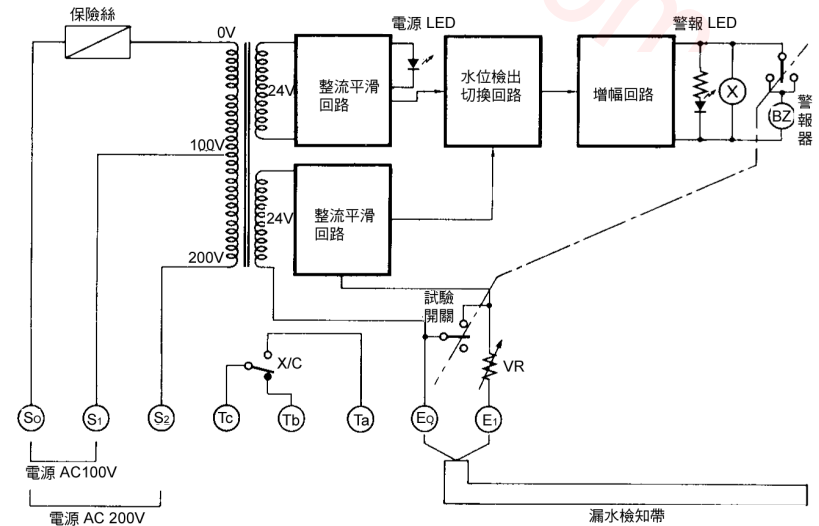 保險絲
電源 LED
警報 LED
0V
24V
整流平滑
回路
水位檢出
切換回路
增幅回路
X
BZ
警
報
器
100V
24V
整流平滑
回路
200V
試驗
開關
X/C
VR
S0
S1
S2
Tc
Tb
Ta
E0
E1
電源 AC100V
電源 AC 200V
漏水檢知帶